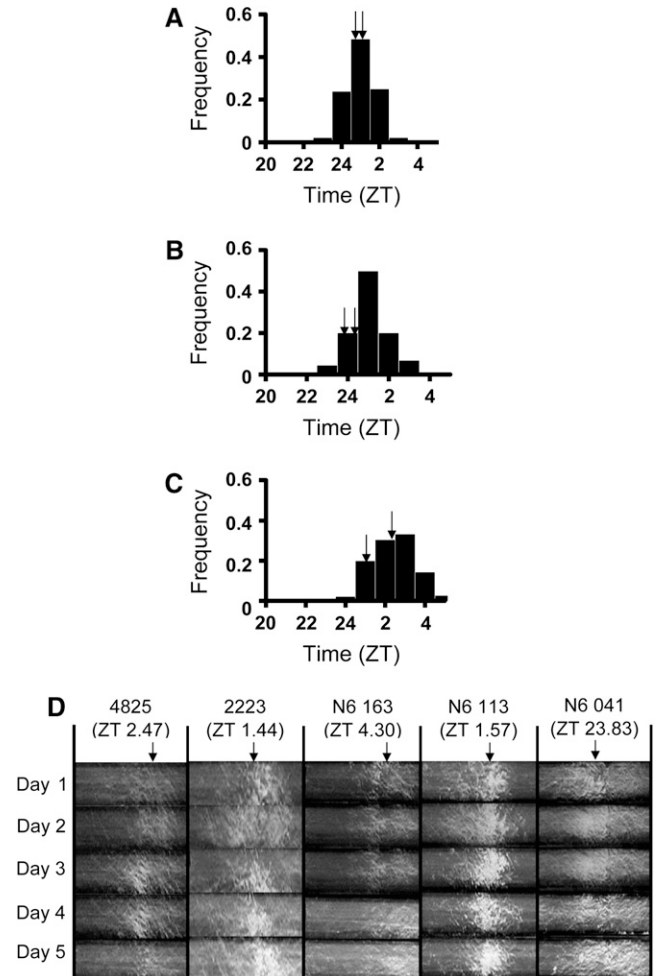 A
Frequency
0.6
0.4
0.2
0
20 22 24 2 4
Time (ZT)
B
Frequency
0.6
0.4
0.2
0
20 22 24 2 4
Time (ZT)
C
Frequency
0.6
0.4
0.2
0
20 22 24 2 4
Time (ZT)
D
4825 2223 N6 163 N6 113 N6 041
(ZT 2.47) (ZT 1.44) (ZT 4.30) (ZT 1.57) (ZT 23.83)
Day 1
Day 2
Day 3
Day 4
Day 5